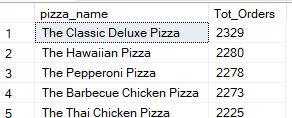 pizza_name Tot_Orders
1 The Classic Deluxe Pizza 2329
2 The Hawaiian Pizza 2280
3 The Pepperoni Pizza 2278
4 The Barbecue Chicken Pizza 2273
5 The Thai Chicken Pizza 2225